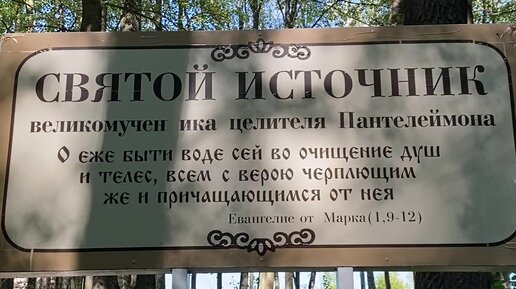 СВЯТОЙ ИСТОЧНИК
великомучен ика целителя Пантелеймона
О еже быти воде сей во очищение душ
и телес, всем с верою черплющим
же и причащающимся от нея
Евангелие от Марка(1,9-12)